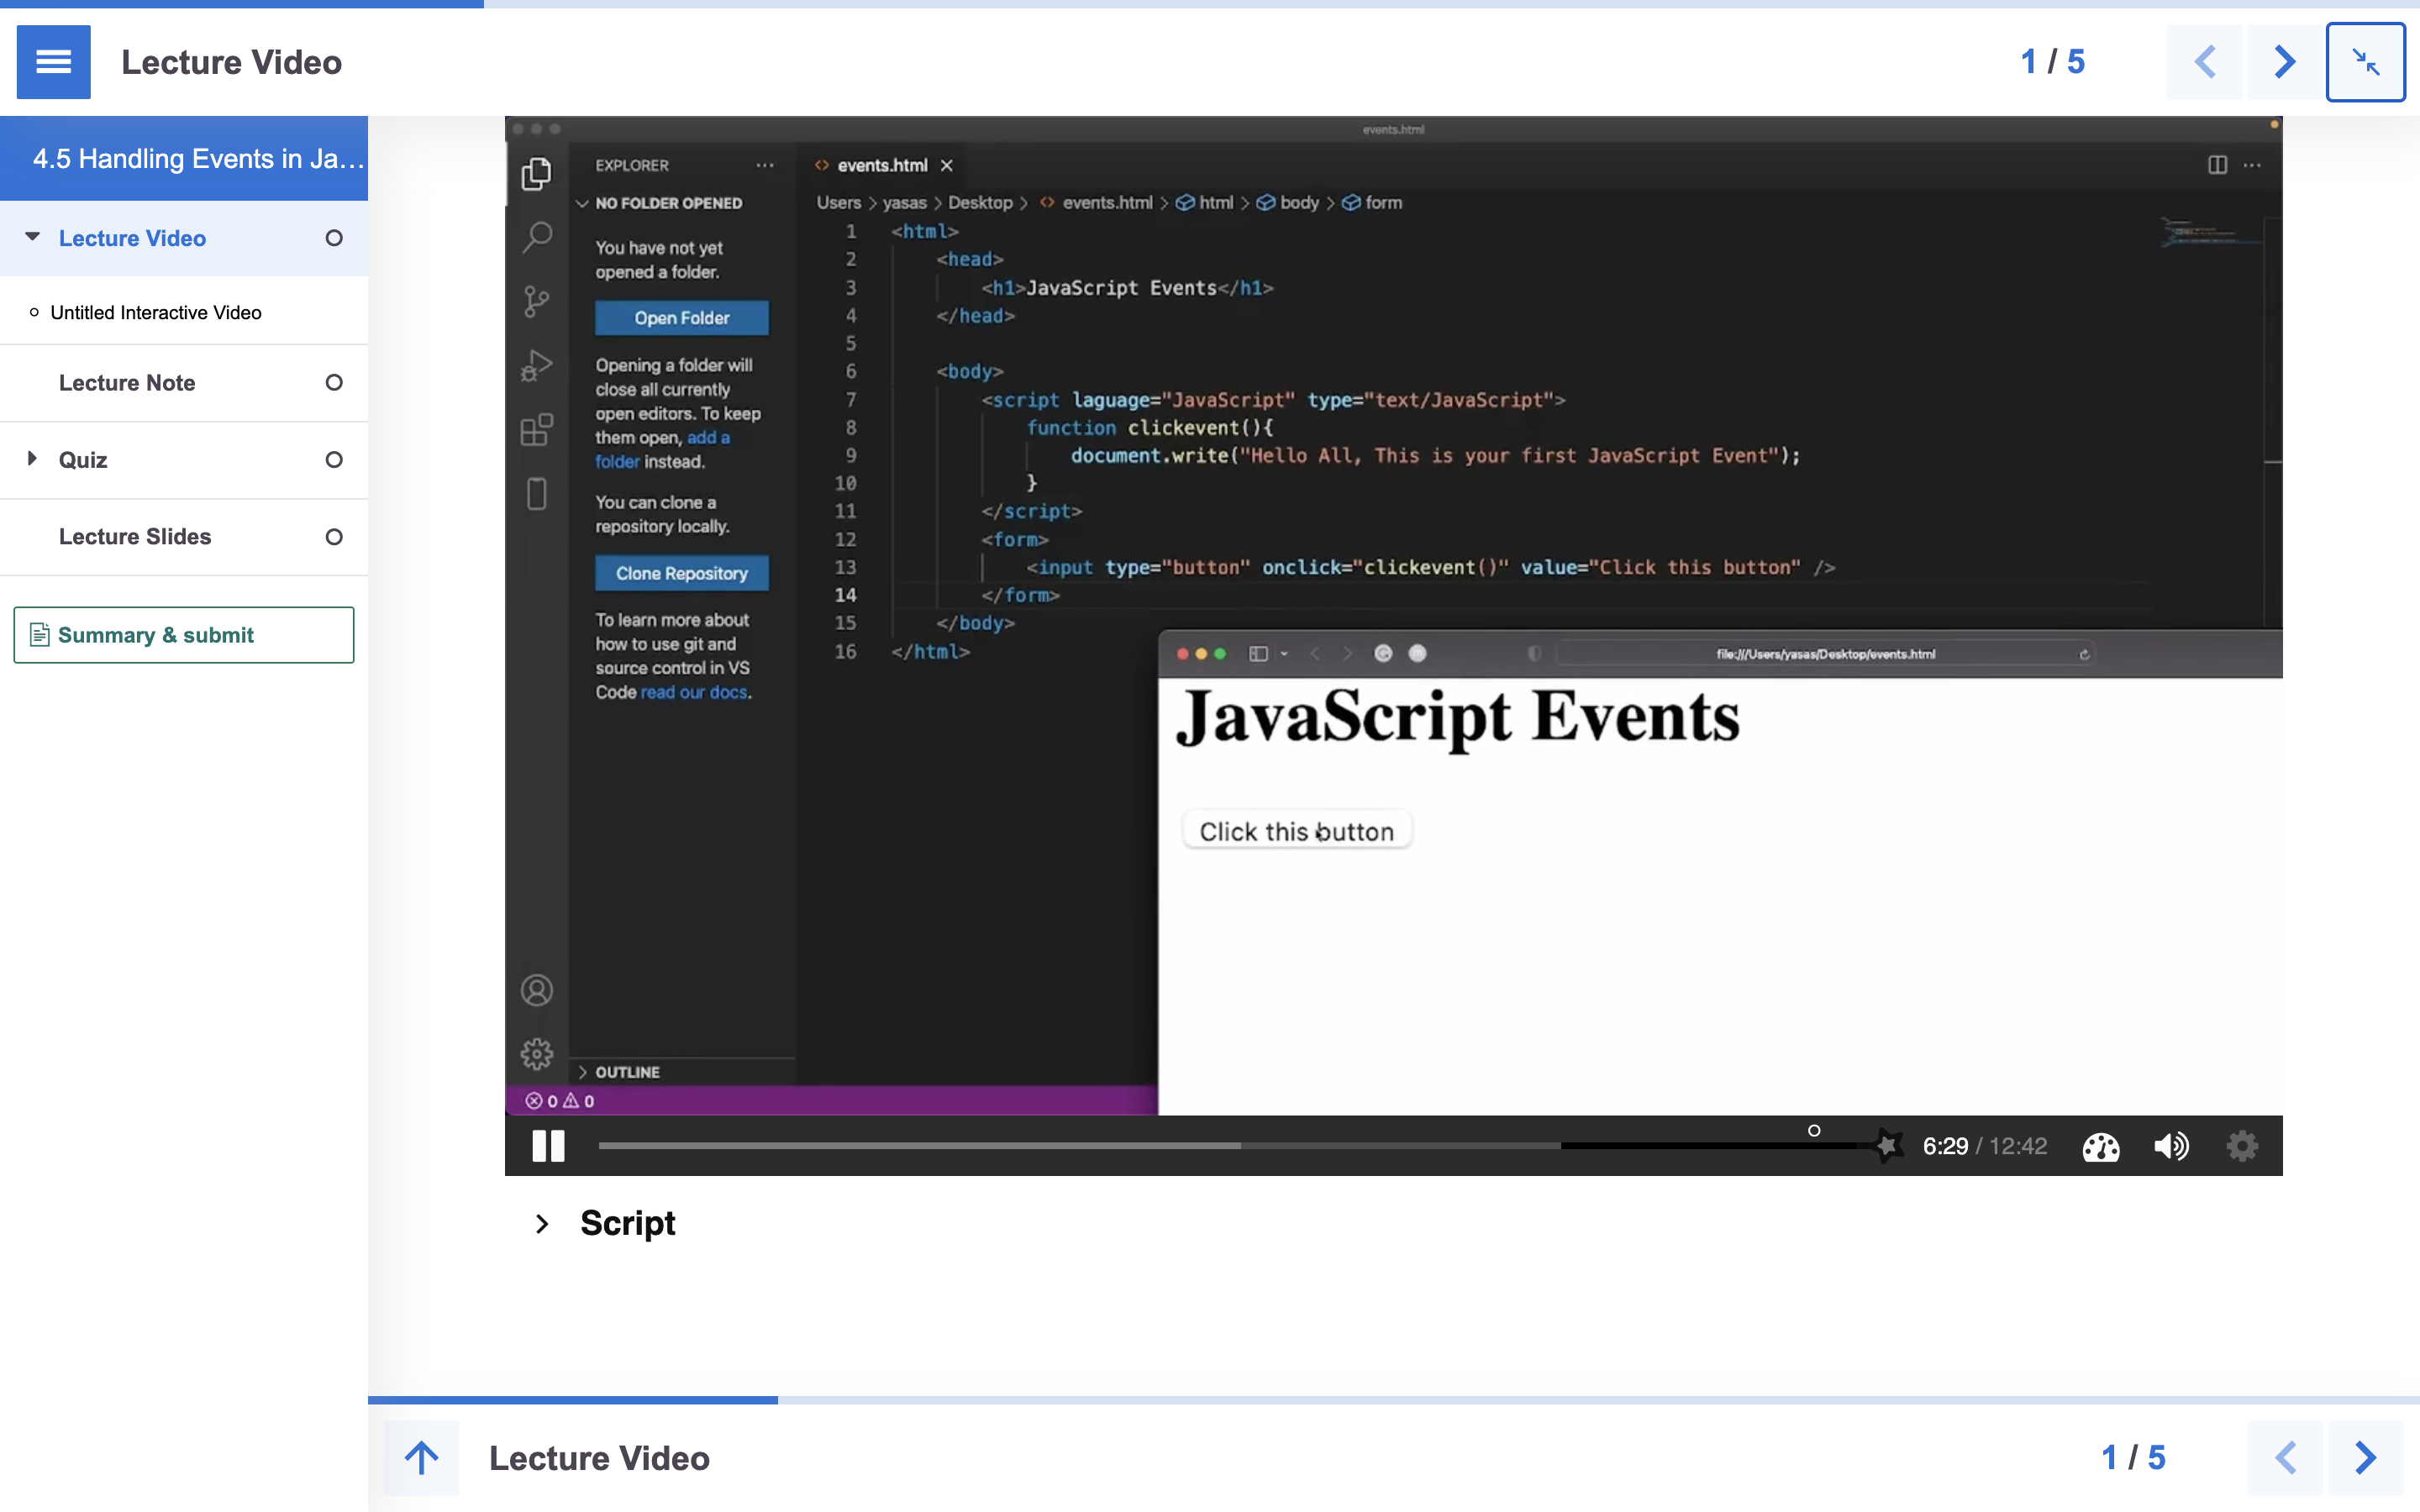 Lecture Video
1 / 5
4.5 Handling Events in Ja...
Lecture Video
Untitled Interactive Video
Lecture Note
Quiz
Lecture Slides
Summary & submit
events.html
EXPLORER
NO FOLDER OPENED
You have not yet
opened a folder.
Open Folder
Opening a folder will
close all currently
open editors. To keep
them open, add a
folder instead.
You can clone a
repository locally.
Clone Repository
To learn more about
how to use git and
source control in VS
Code read our docs.
OUTLINE
0 0
events.html
Users > yasas > Desktop > events.html > html > body > form
1 <html>
2 <head>
3 <h1>JavaScript Events</h1>
4 </head>
5
6 <body>
7 <script laguage="JavaScript" type="text/JavaScript">
8 function clickevent(){
9 document.write("Hello All, This is your first JavaScript Event");
10 }
11 </script>
12 <form>
13 <input type="button" onclick="clickevent()" value="Click this button" />
14 </form>
15 </body>
16 </html>
file:///Users/yasas/Desktop/events.html
JavaScript Events
Click this button
6:29 / 12:42
Script
Lecture Video
1 / 5